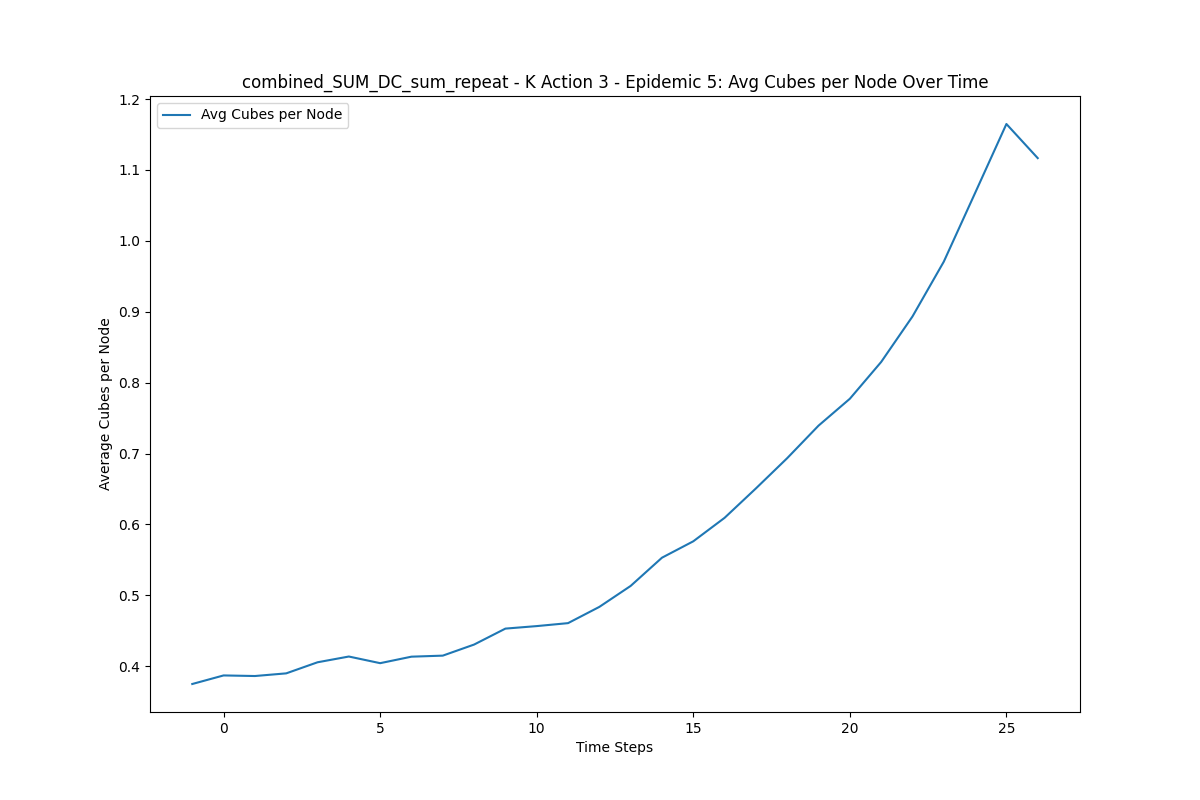 combined_SUM_DC_sum_repeat - K Action 3 - Epidemic 5: Avg Cubes per Node Over Time
Avg Cubes per Node
Average Cubes per Node
1.2
1.1
1.0
0.9
0.8
0.7
0.6
0.5
0.4
0 5 10 15 20 25
Time Steps